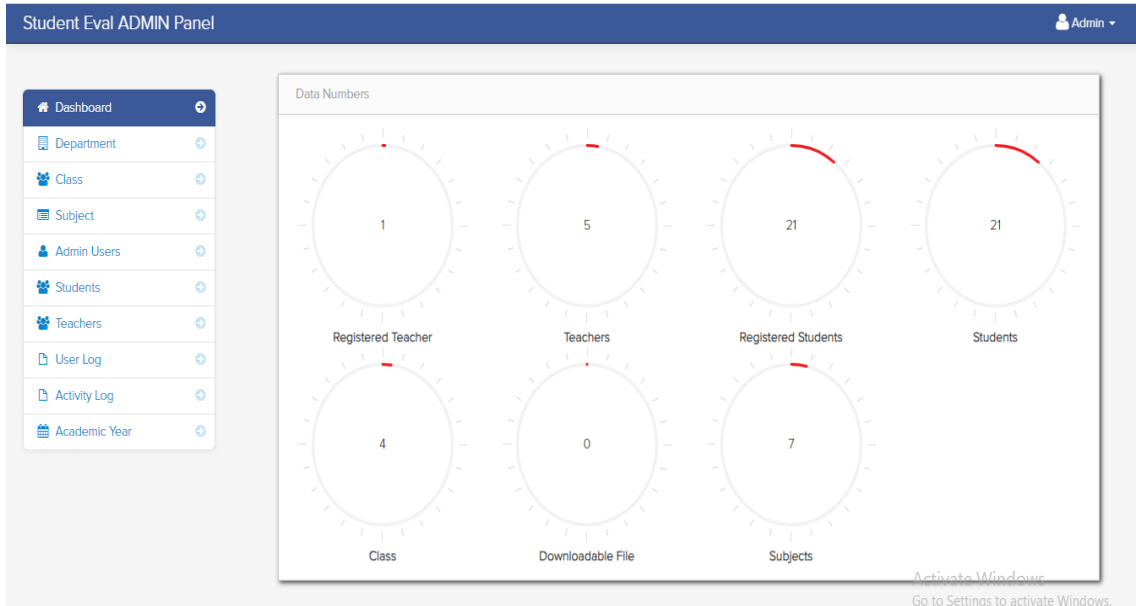 Student Eval ADMIN Panel
Admin
Dashboard
Department
Class
Subject
Admin Users
Students
Teachers
User Log
Activity Log
Academic Year
Data Numbers
1
5
21
21
Registered Teacher
Teachers
Registered Students
Students
4
0
7
Class
Downloadable File
Subjects
Activate Windows
Go to Settings to activate Windows.